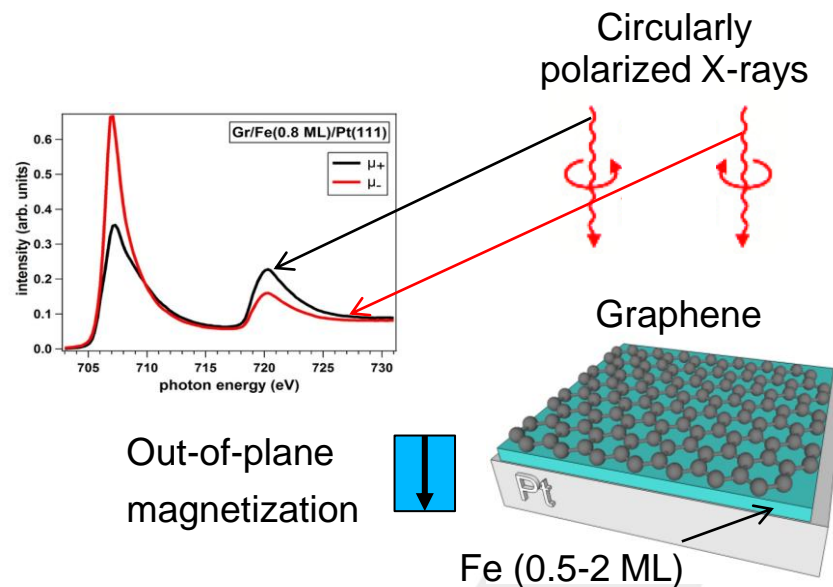 Circularly
polarized X-rays
Gr/Fe(0.8 ML)/Pt(111)
μ+
μ-
intensity (arb. units)
0.6
0.5
0.4
0.3
0.2
0.1
0.0
705 710 715 720 725 730
photon energy (eV)
Graphene
Out-of-plane
magnetization
Pt
Fe (0.5-2 ML)